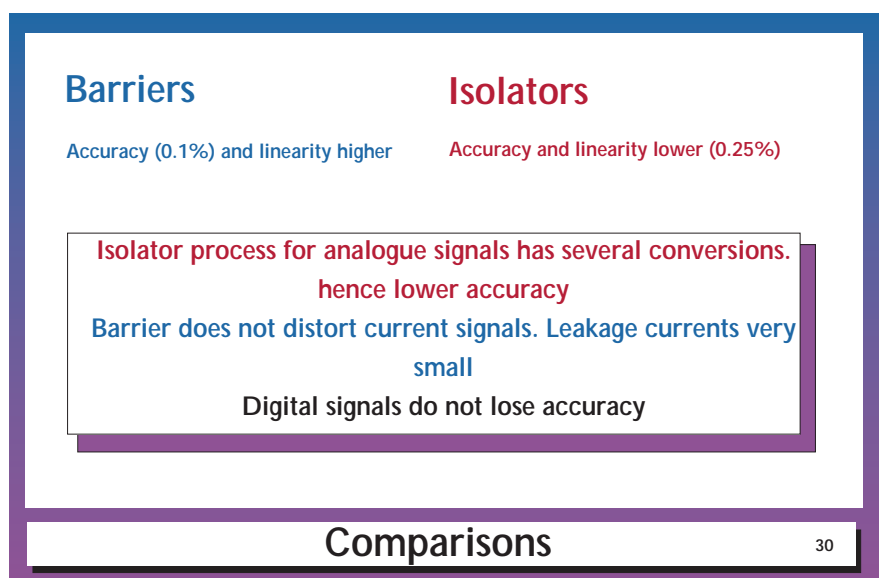 Barriers
Isolators
Accuracy (0.1%) and linearity higher
Accuracy and linearity lower (0.25%)
Isolator process for analogue signals has several conversions.
hence lower accuracy
Barrier does not distort current signals. Leakage currents very
small
Digital signals do not lose accuracy
Comparisons
30